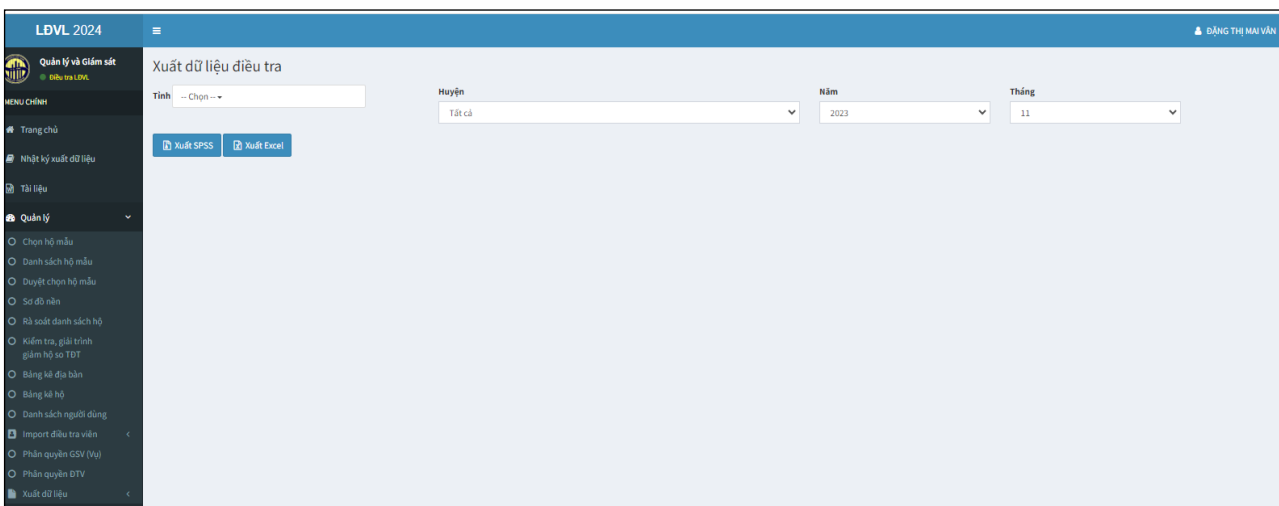 LĐVL 2024
ĐẶNG THỊ MAI VÂN
Quản lý và Giám sát
Điều tra LĐVL
MENU CHÍNH
Trang chủ
Nhật ký xuất dữ liệu
Tài liệu
Quản lý
Chọn hộ mẫu
Danh sách hộ mẫu
Duyệt chọn hộ mẫu
Sơ đồ nền
Rà soát danh sách hộ
Kiểm tra, giải trình
giảm hộ so TĐT
Bảng kê địa bàn
Bảng kê hộ
Danh sách người dùng
Import điều tra viên
Phân quyền GSV (Vụ)
Phân quyền ĐTV
Xuất dữ liệu
Xuất dữ liệu điều tra
Tỉnh -- Chọn --
Huyện
Tất cả
Năm
2023
Tháng
11
Xuất SPSS Xuất Excel